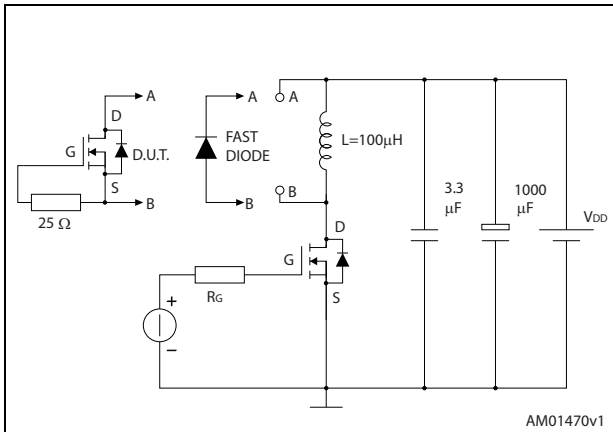 A
D
G
D.U.T.
S
B
25 Ω
A
FAST
DIODE
B
A
L=100µH
B
D
G
S
RG
+
–
3.3
µF
1000
µF
VDD
AM01470v1